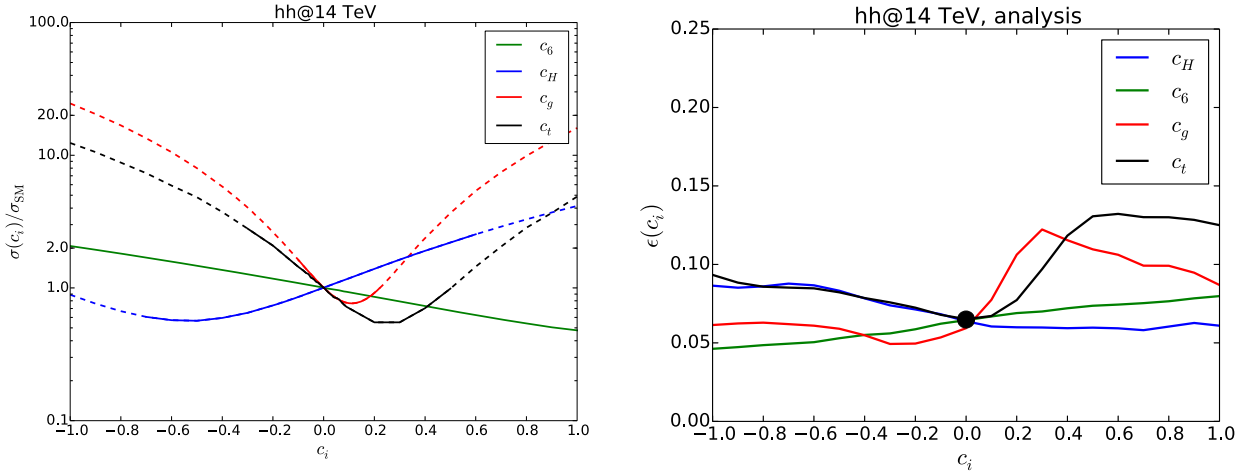 hh@14 TeV
100.0
10.0
2.0
1.0
0.1
σ(c_i)/σ_SM
c_6
c_H
c_g
c_t
−1.0 −0.8 −0.6 −0.4 −0.2 0.0 0.2 0.4 0.6 0.8 1.0
c_i
hh@14 TeV, analysis
0.25
0.20
0.15
0.10
0.05
0.00
ϵ(c_i)
c_H
c_6
c_g
c_t
−1.0 −0.8 −0.6 −0.4 −0.2 0.0 0.2 0.4 0.6 0.8 1.0
c_i